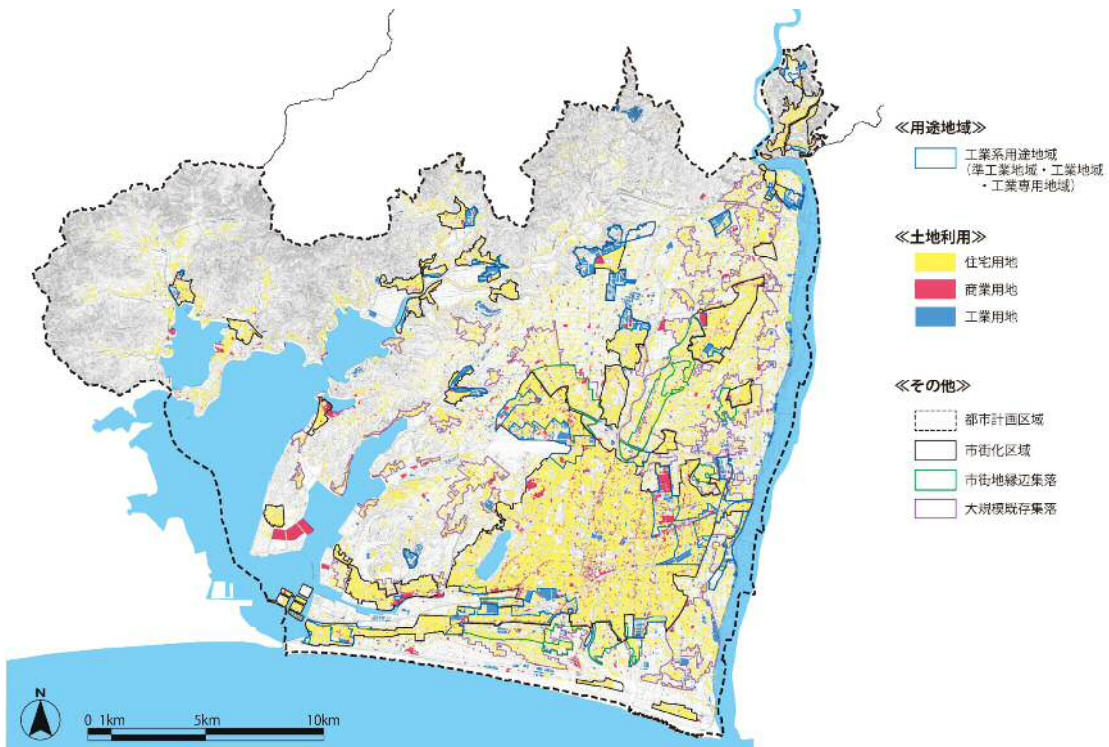 ≪用途地域≫
工業系用途地域
(準工業地域・工業地域
・工業専用地域)
≪土地利用≫
住宅用地
商業用地
工業用地
≪その他≫
都市計画区域
市街化区域
市街地縁辺集落
大規模既存集落
N
0 1km 5km 10km